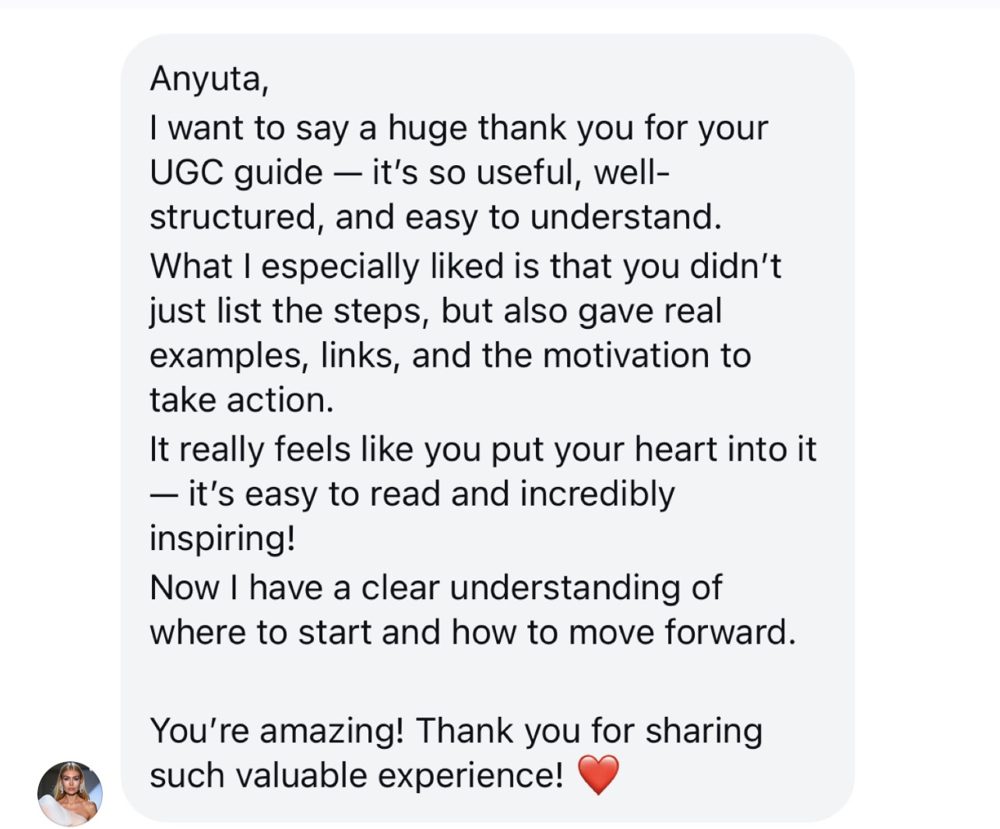 Anyuta,
I want to say a huge thank you for your
UGC guide — it’s so useful, well-
structured, and easy to understand.
What I especially liked is that you didn’t
just list the steps, but also gave real
examples, links, and the motivation to
take action.
It really feels like you put your heart into it
— it’s easy to read and incredibly
inspiring!
Now I have a clear understanding of
where to start and how to move forward.
You’re amazing! Thank you for sharing
such valuable experience! ❤️